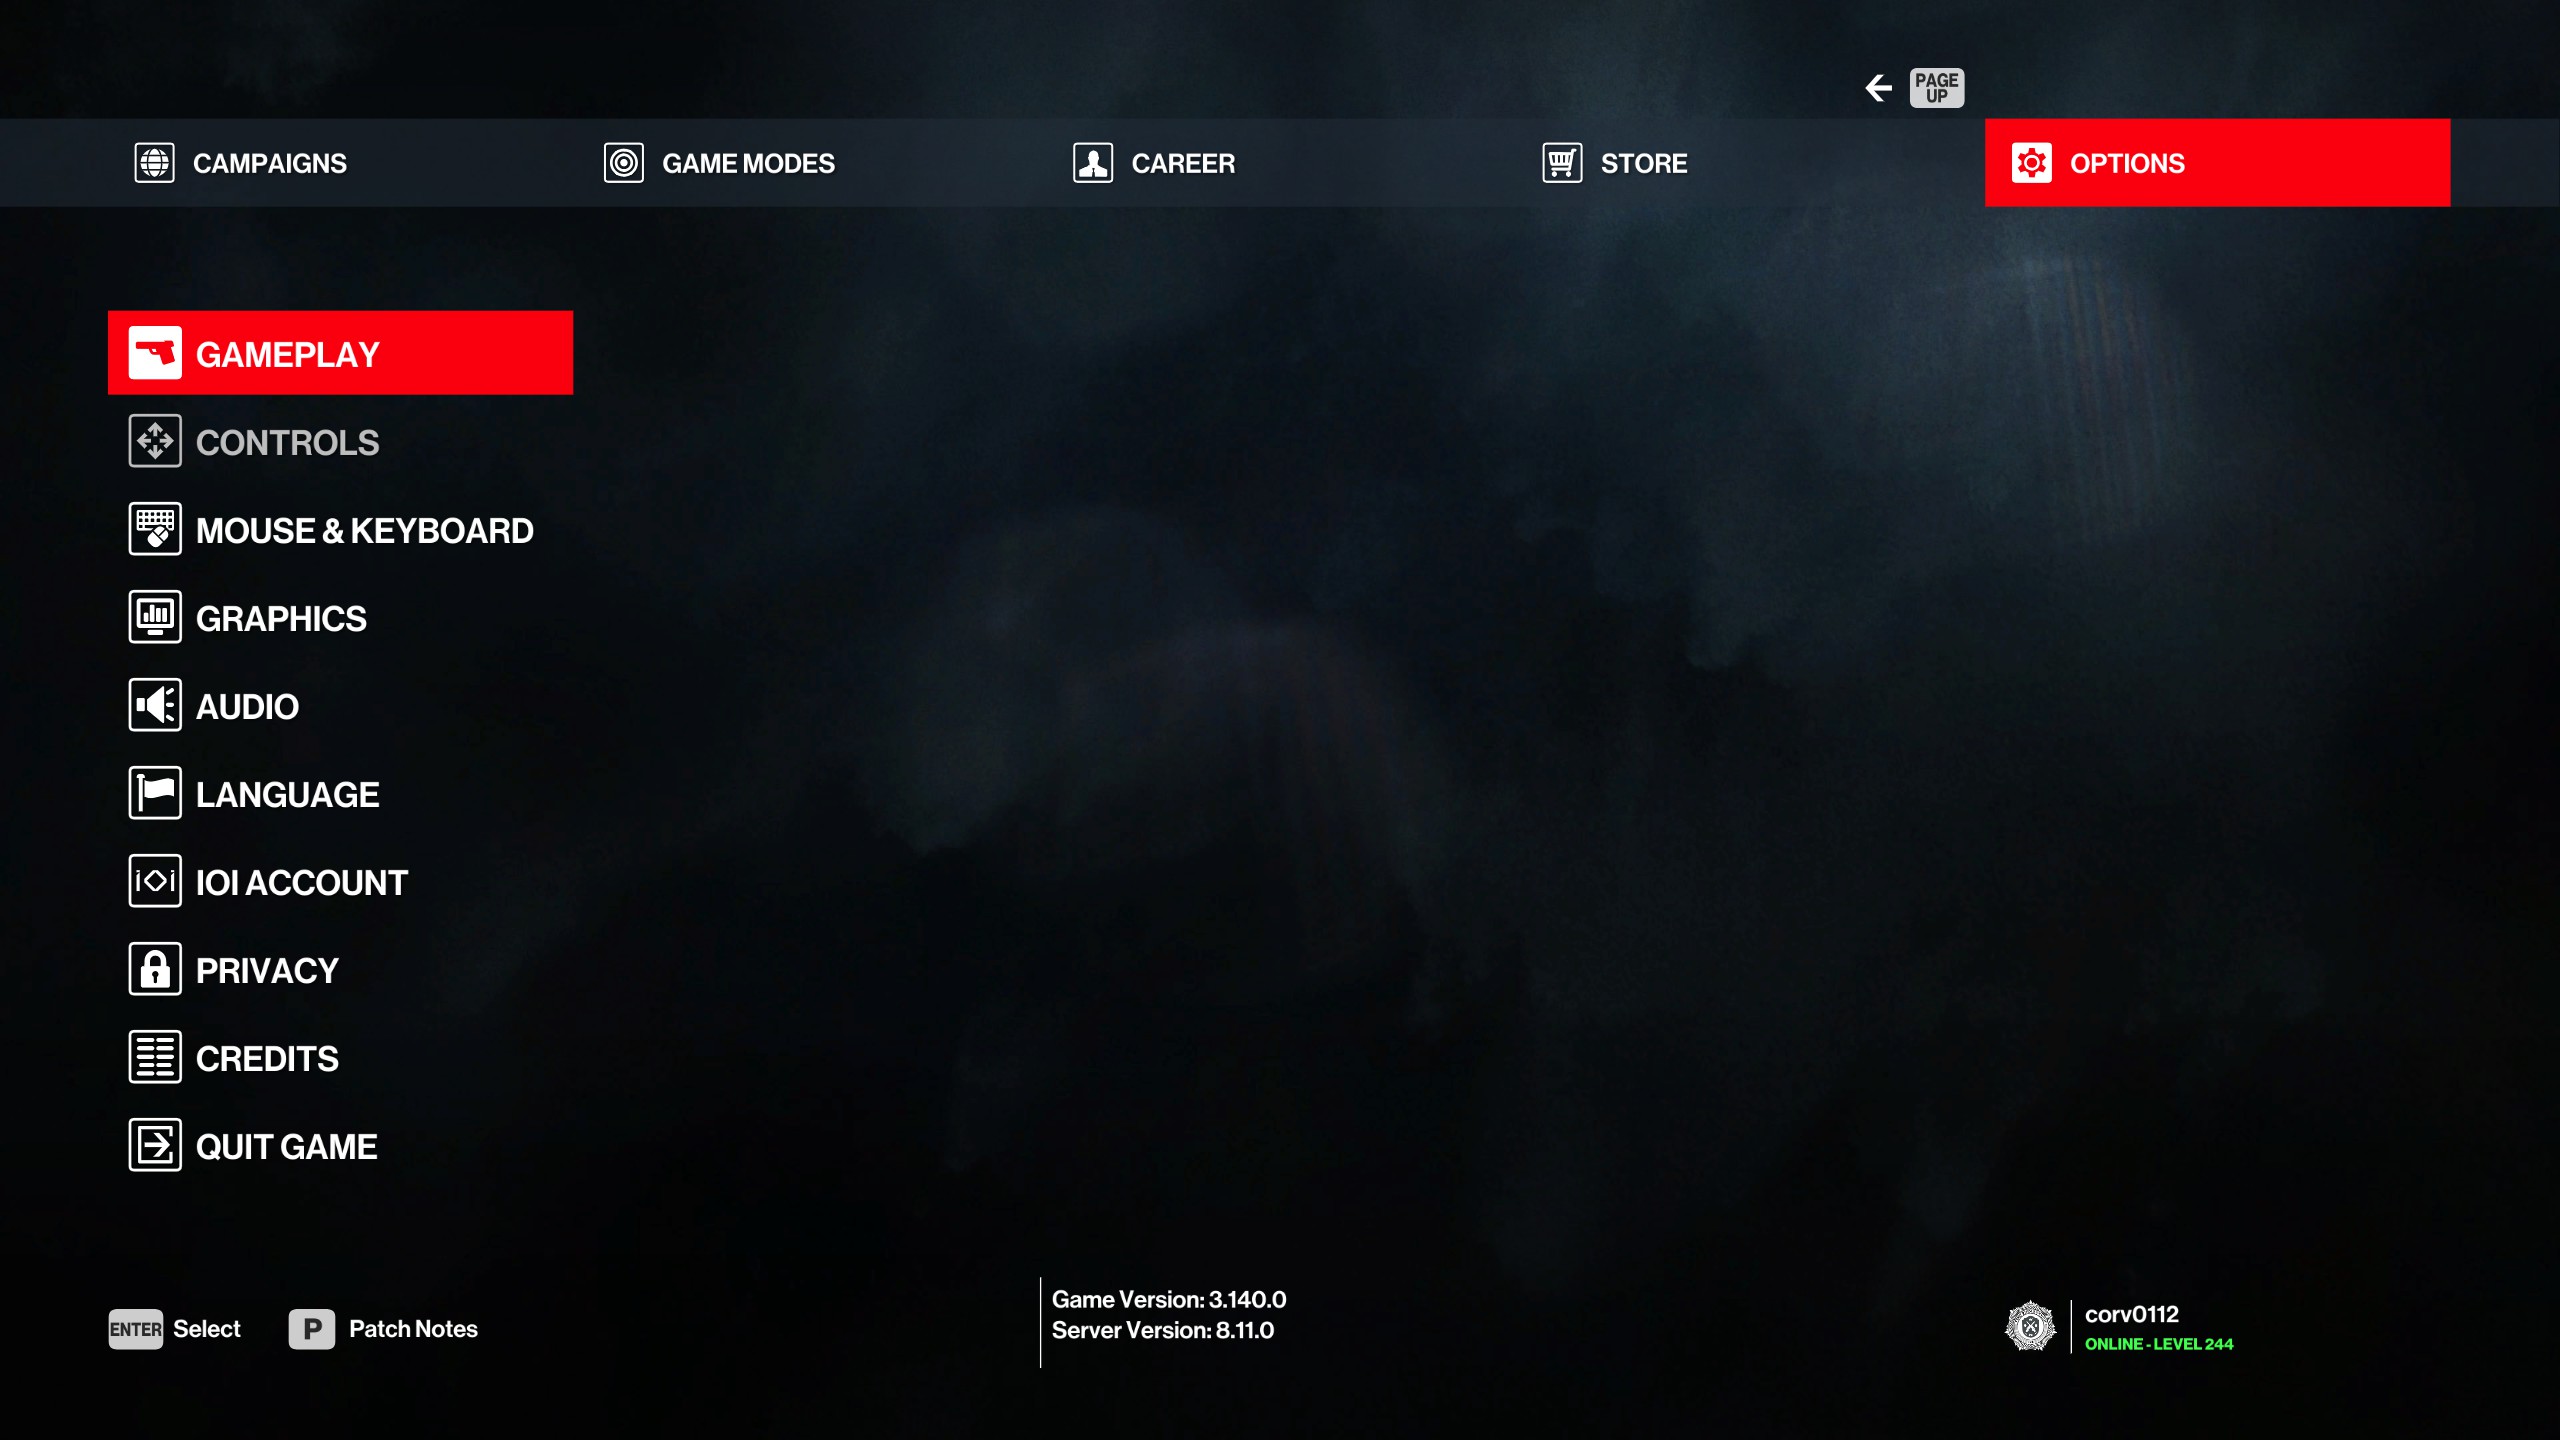 PAGE
UP
CAMPAIGNS
GAME MODES
CAREER
STORE
OPTIONS
GAMEPLAY
CONTROLS
MOUSE & KEYBOARD
GRAPHICS
AUDIO
LANGUAGE
IOI ACCOUNT
PRIVACY
CREDITS
QUIT GAME
ENTER Select
P Patch Notes
Game Version: 3.140.0
Server Version: 8.11.0
corv0112
ONLINE - LEVEL 244